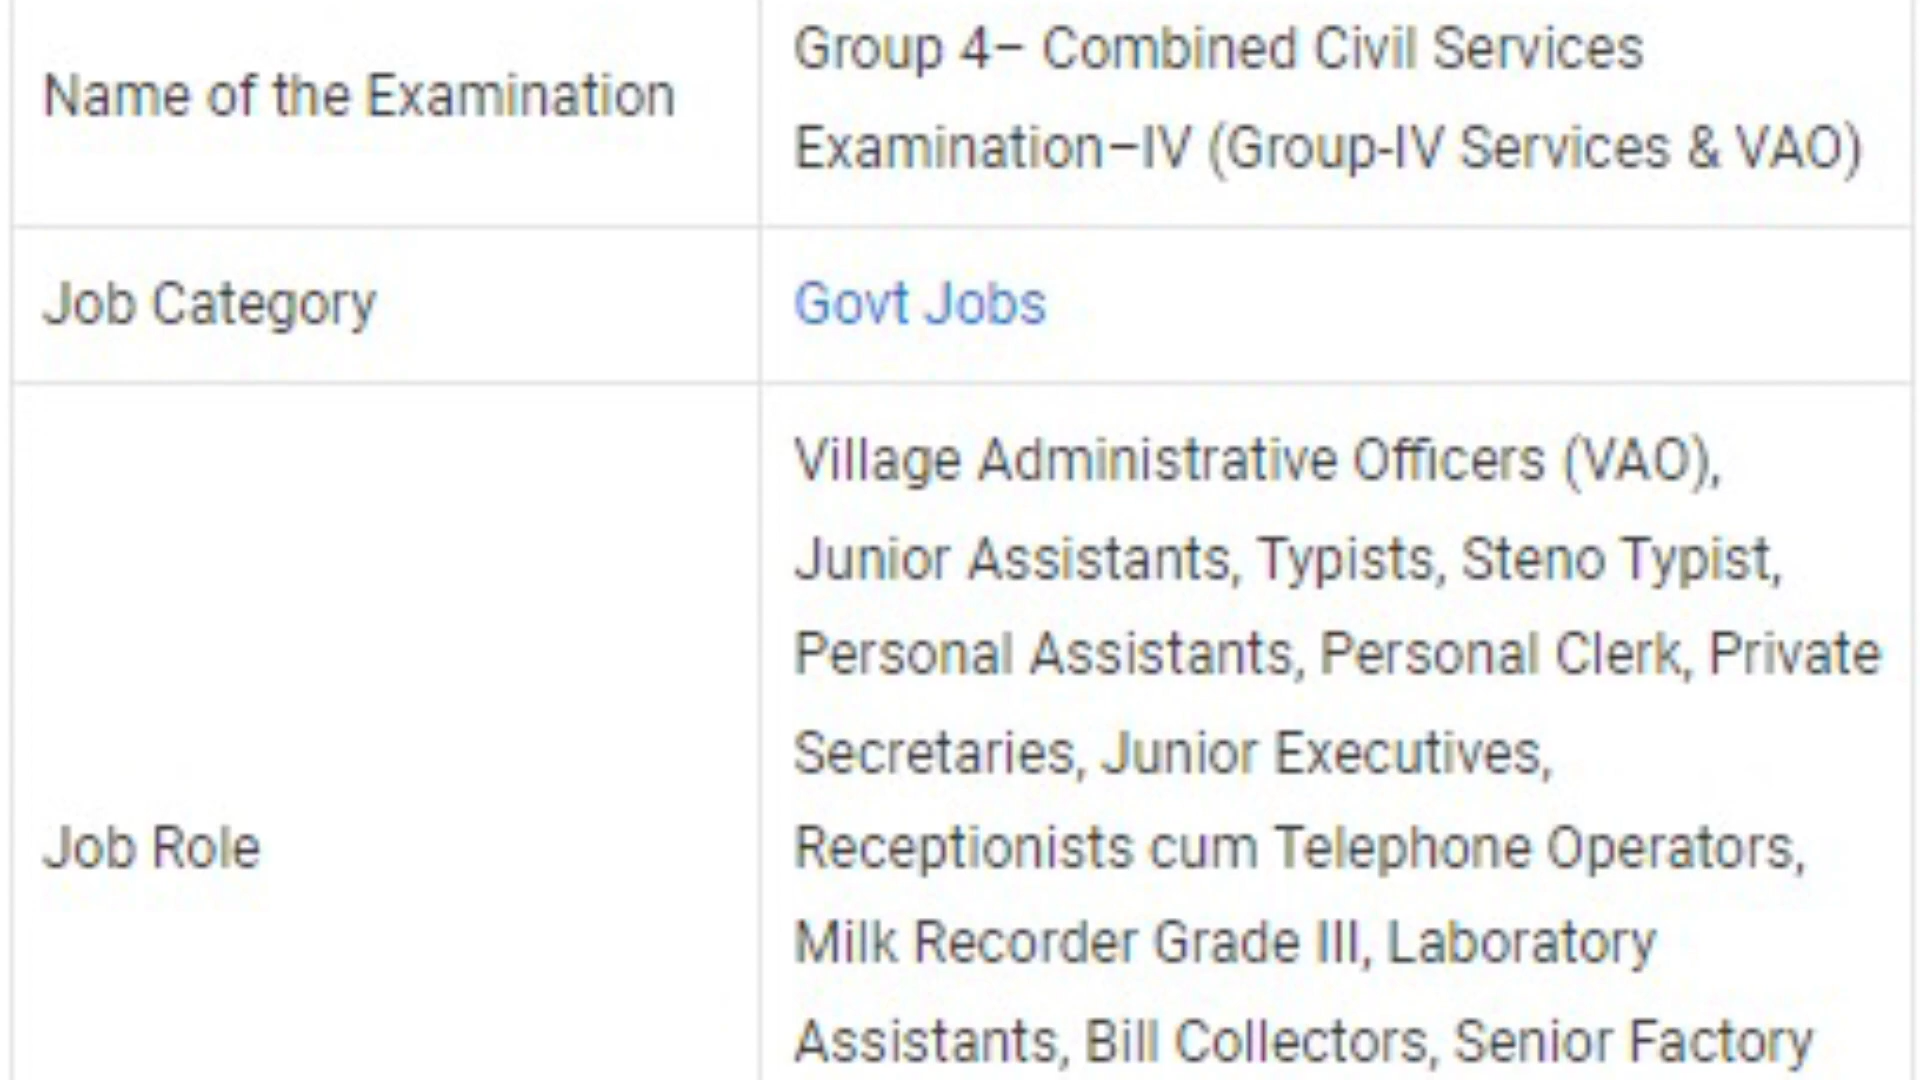 Name of the Examination
Group 4– Combined Civil Services
Examination–IV (Group-IV Services & VAO)
Job Category
Govt Jobs
Job Role
Village Administrative Officers (VAO),
Junior Assistants, Typists, Steno Typist,
Personal Assistants, Personal Clerk, Private
Secretaries, Junior Executives,
Receptionists cum Telephone Operators,
Milk Recorder Grade III, Laboratory
Assistants, Bill Collectors, Senior Factory